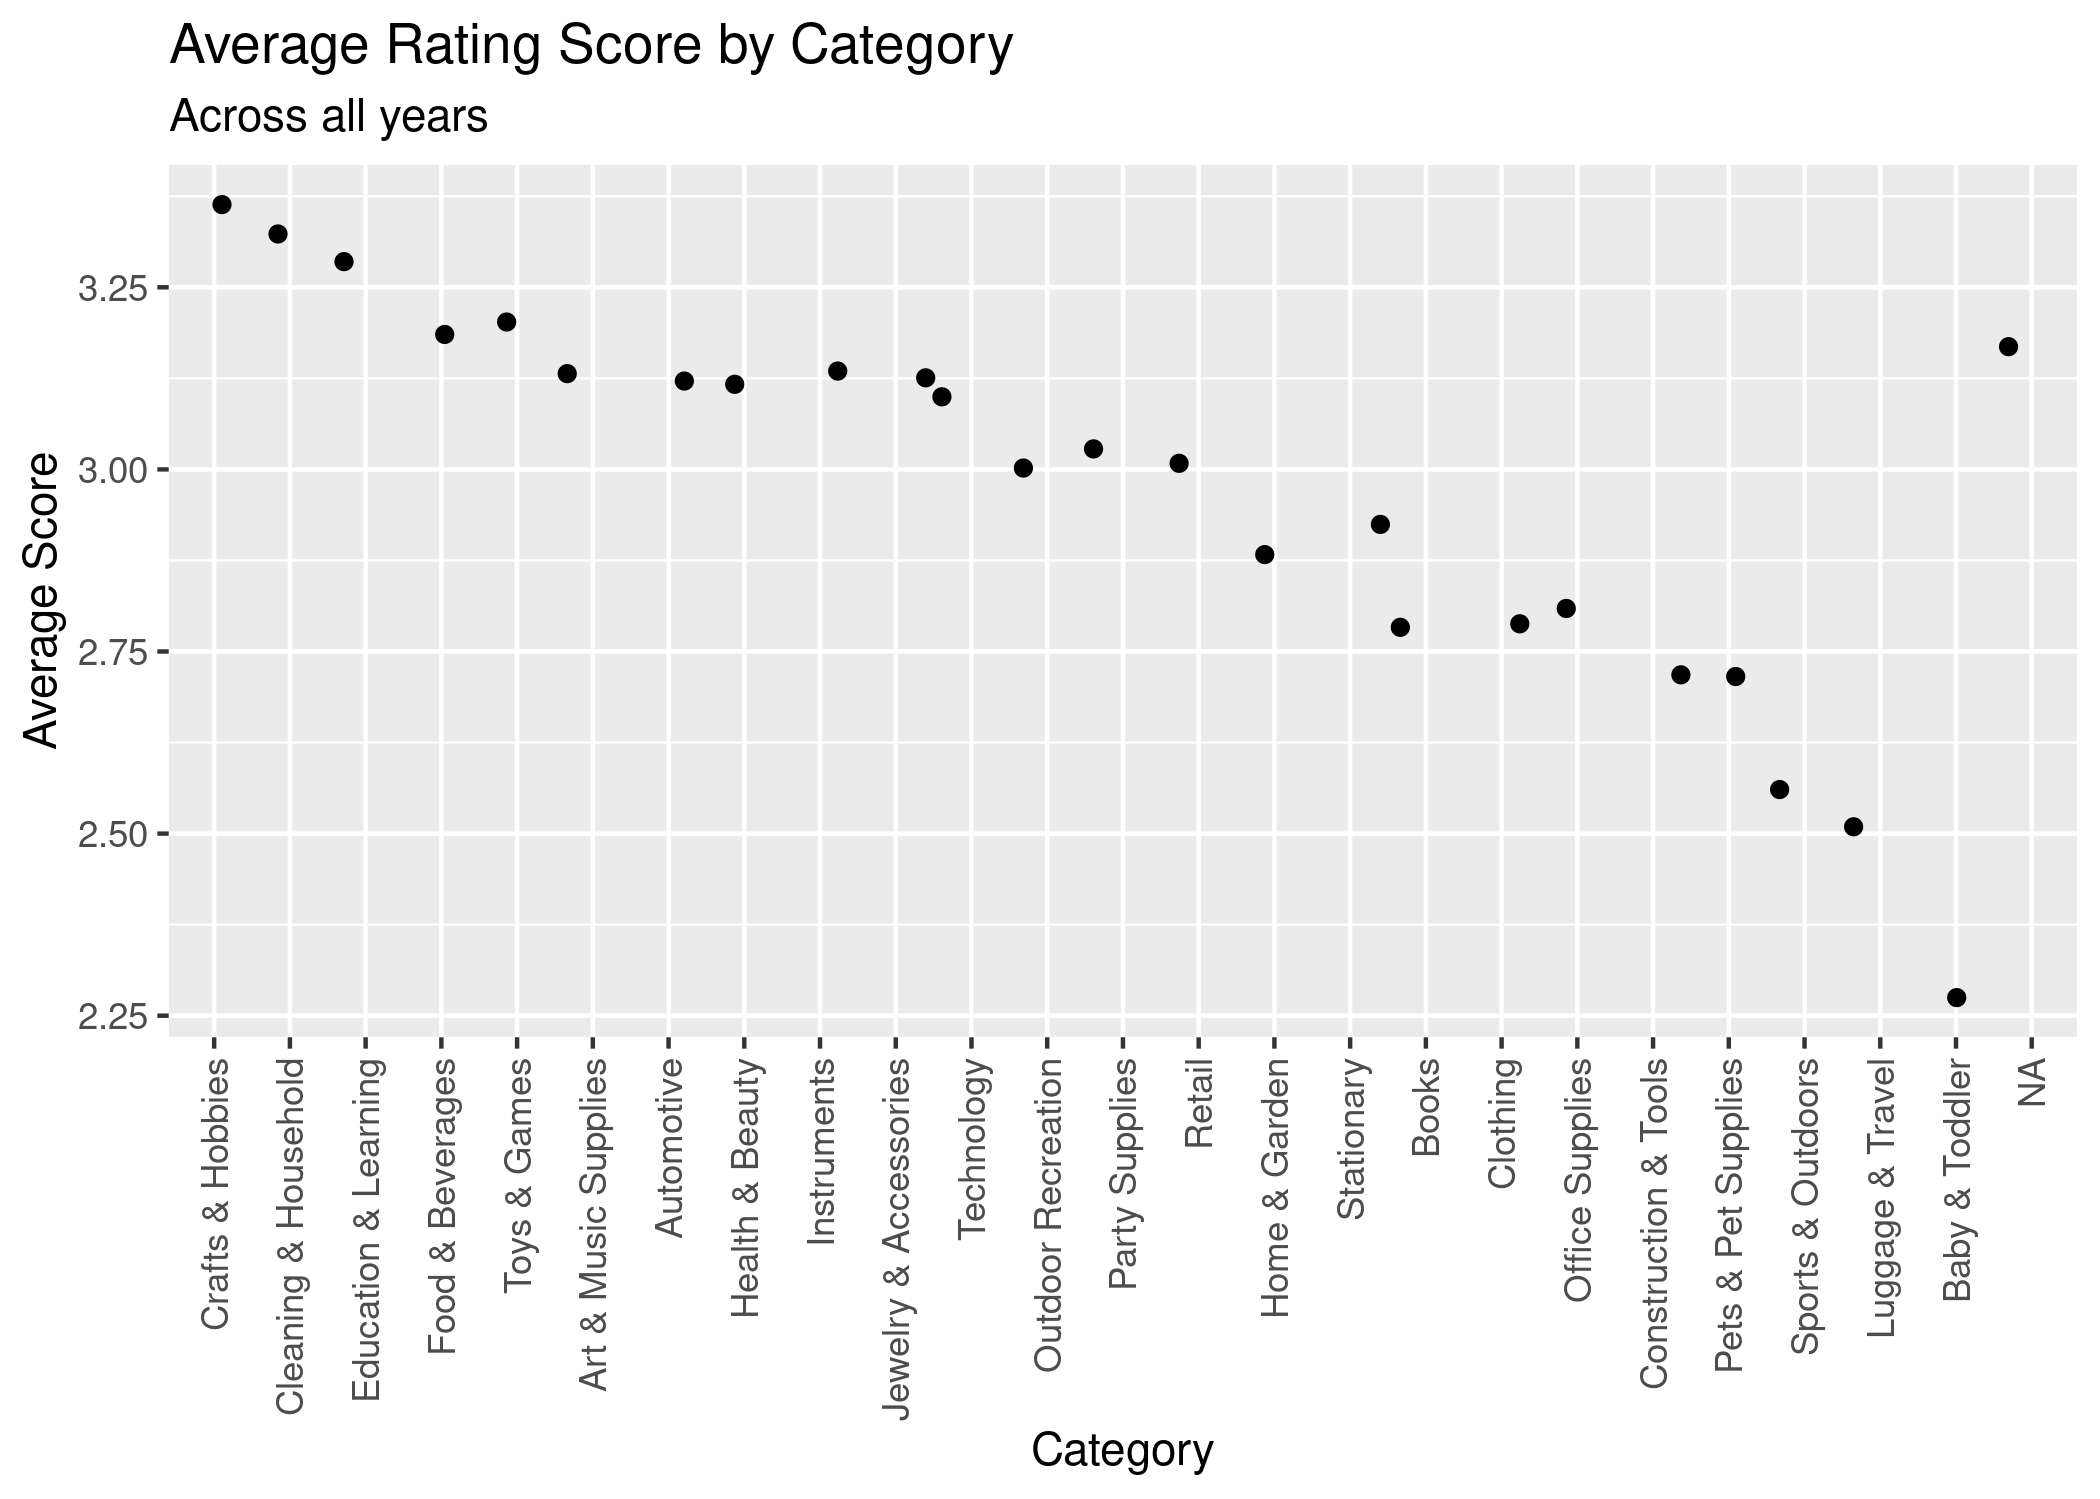 Average Rating Score by Category
Across all years
Average Score
3.25
3.00
2.75
2.50
2.25
Crafts & Hobbies
Cleaning & Household
Education & Learning
Food & Beverages
Toys & Games
Art & Music Supplies
Automotive
Health & Beauty
Instruments
Jewelry & Accessories
Technology
Outdoor Recreation
Party Supplies
Retail
Home & Garden
Stationary
Books
Clothing
Office Supplies
Construction & Tools
Pets & Pet Supplies
Sports & Outdoors
Luggage & Travel
Baby & Toddler
NA
Category